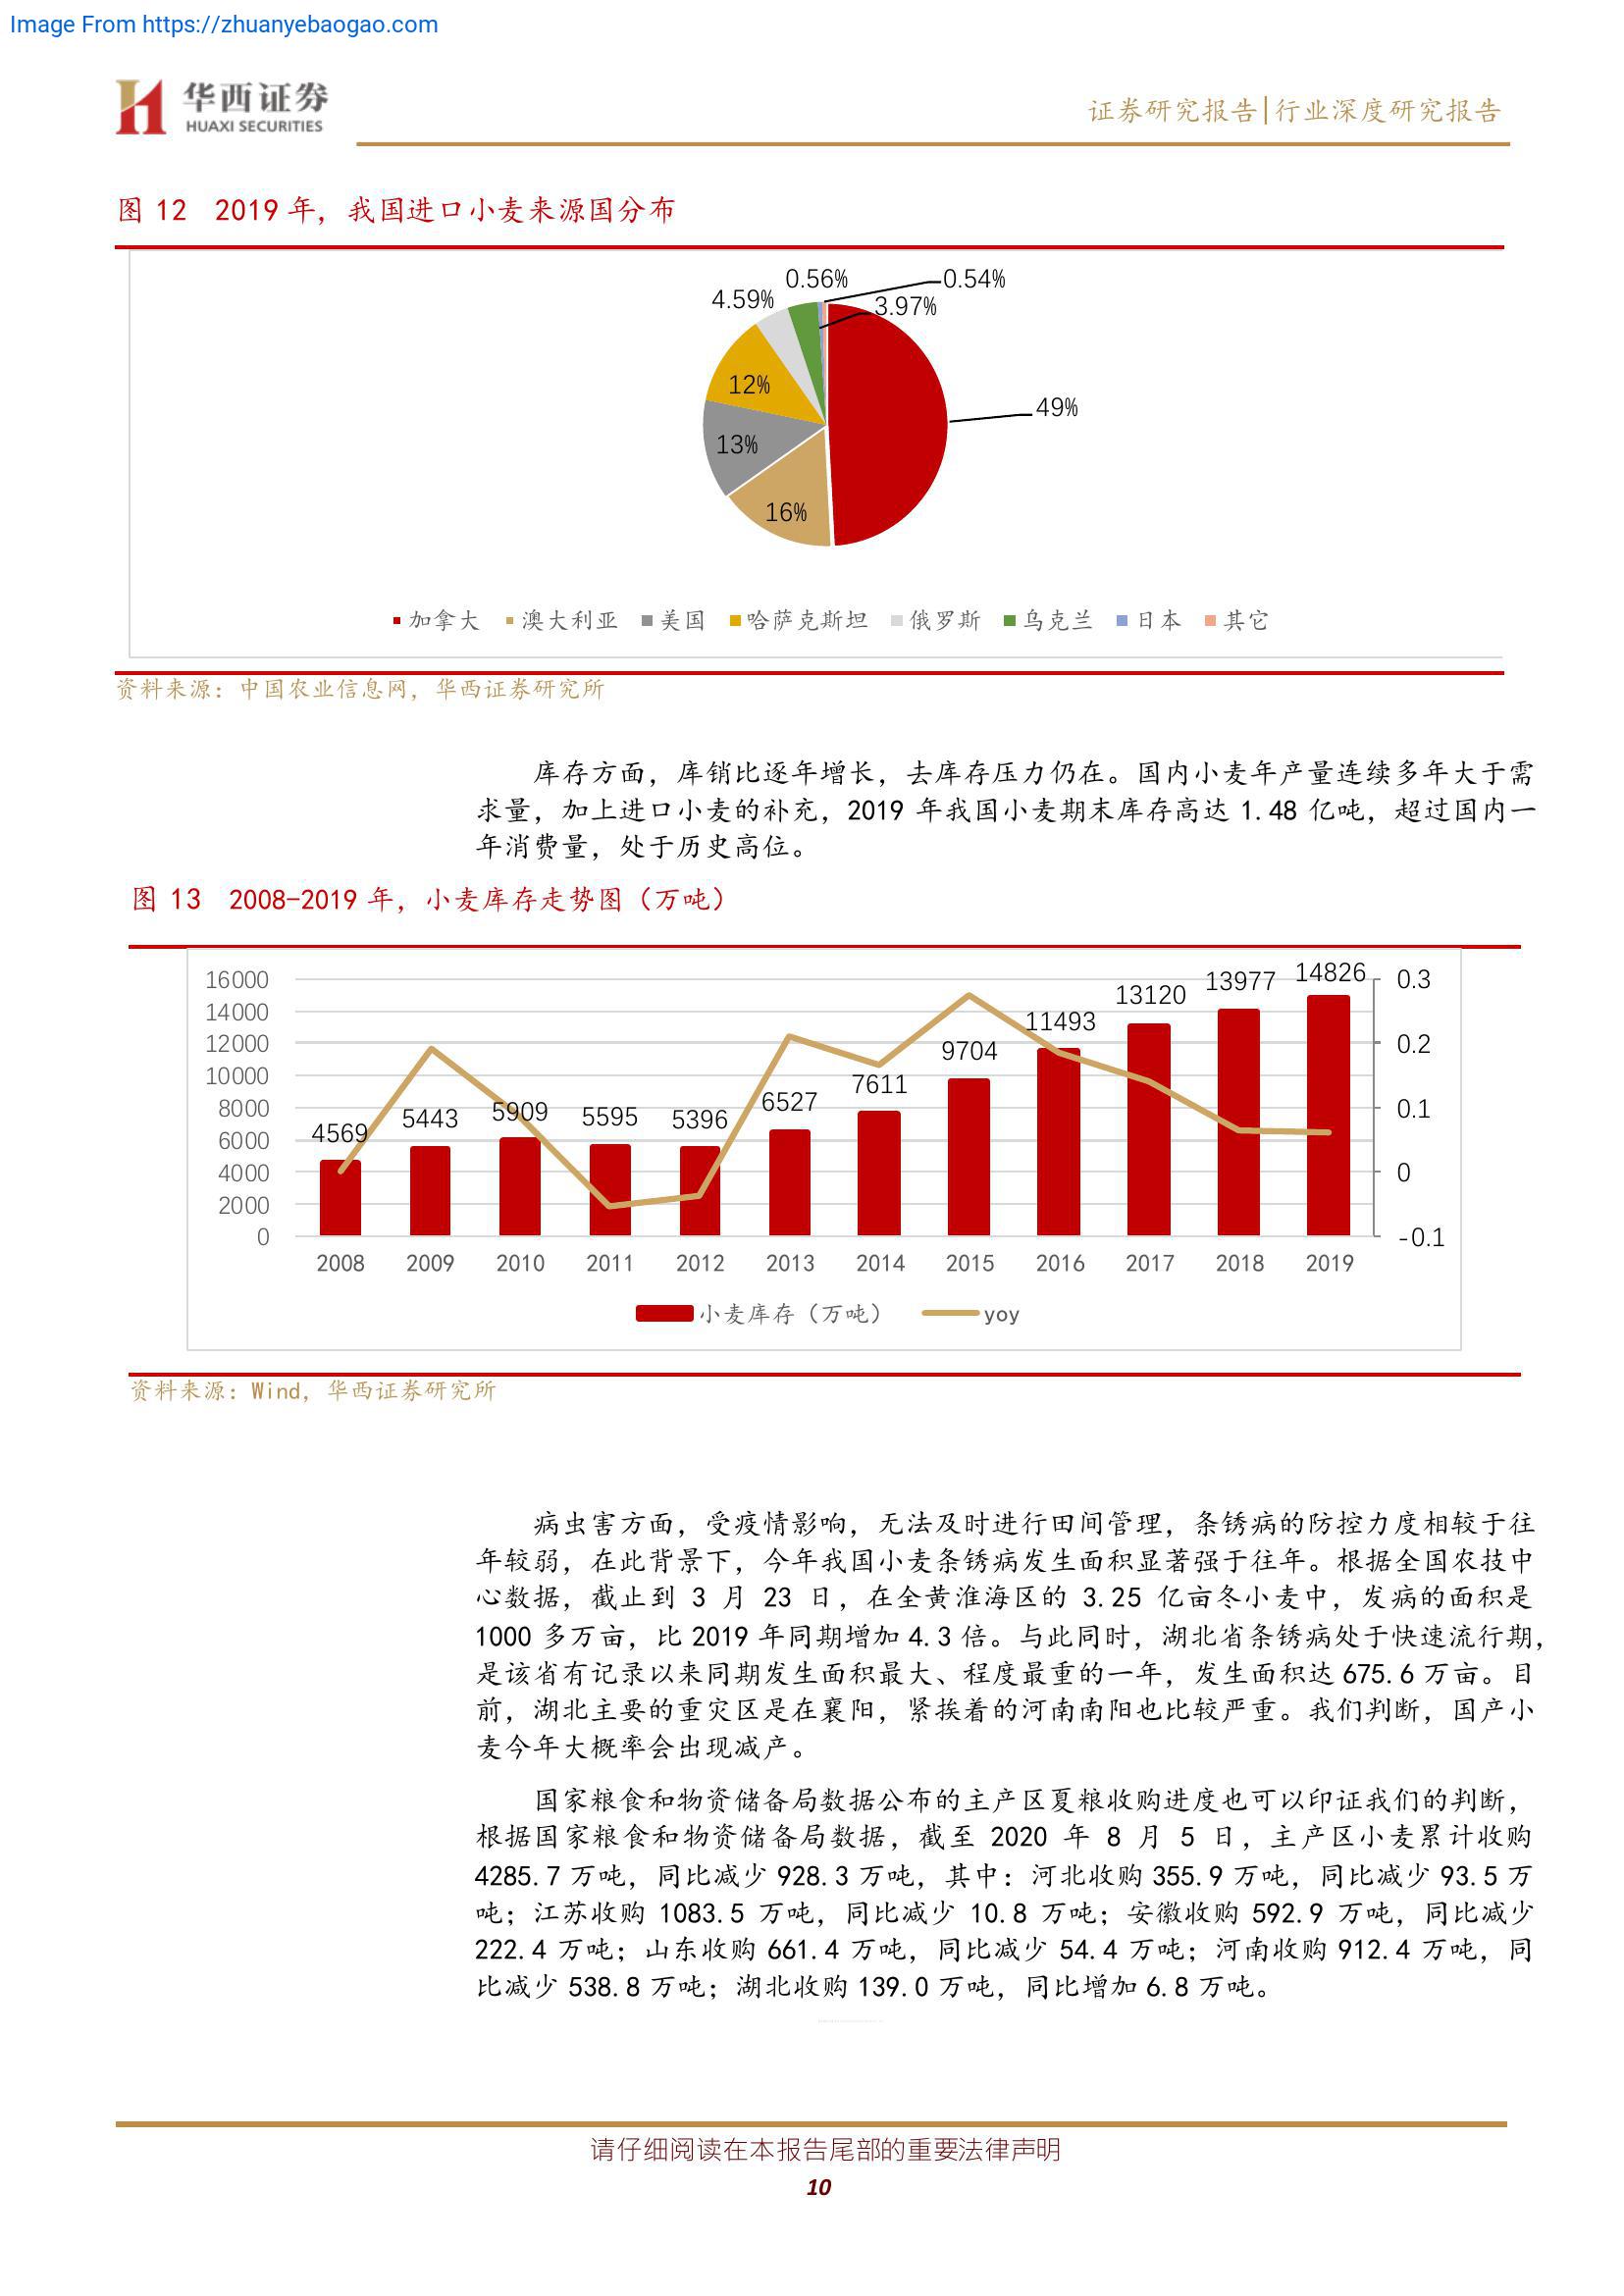 Image From https://zhuanyebaogao.com
华西证券
HUAXI SECURITIES
证券研究报告|行业深度研究报告
图 12 2019 年，我国进口小麦来源国分布
0.56%
0.54%
4.59%
3.97%
12%
49%
13%
16%
加拿大 澳大利亚 美国 哈萨克斯坦 俄罗斯 乌克兰 日本 其它
资料来源：中国农业信息网，华西证券研究所
库存方面，库销比逐年增长，去库存压力仍在。国内小麦年产量连续多年大于需
求量，加上进口小麦的补充，2019 年我国小麦期末库存高达 1.48 亿吨，超过国内一
年消费量，处于历史高位。
图 13 2008-2019 年，小麦库存走势图（万吨）
16000
14000
12000
10000
8000
6000
4000
2000
0
4569 5443 5909 5595 5396 6527 7611 9704 11493 13120 13977 14826
0.3
0.2
0.1
0
-0.1
2008 2009 2010 2011 2012 2013 2014 2015 2016 2017 2018 2019
小麦库存（万吨） yoy
资料来源：Wind，华西证券研究所
病虫害方面，受疫情影响，无法及时进行田间管理，条锈病的防控力度相较于往
年较弱，在此背景下，今年我国小麦条锈病发生面积显著强于往年。根据全国农技中
心数据，截止到 3 月 23 日，在全黄淮海区的 3.25 亿亩冬小麦中，发病的面积是
1000 多万亩，比 2019 年同期增加 4.3 倍。与此同时，湖北省条锈病处于快速流行期，
是该省有记录以来同期发生面积最大、程度最重的一年，发生面积达 675.6 万亩。目
前，湖北主要的重灾区是在襄阳，紧挨着的河南南阳也比较严重。我们判断，国产小
麦今年大概率会出现减产。
国家粮食和物资储备局数据公布的主产区夏粮收购进度也可以印证我们的判断，
根据国家粮食和物资储备局数据，截至 2020 年 8 月 5 日，主产区小麦累计收购
4285.7 万吨，同比减少 928.3 万吨，其中：河北收购 355.9 万吨，同比减少 93.5 万
吨；江苏收购 1083.5 万吨，同比减少 10.8 万吨；安徽收购 592.9 万吨，同比减少
222.4 万吨；山东收购 661.4 万吨，同比减少 54.4 万吨；河南收购 912.4 万吨，同
比减少 538.8 万吨；湖北收购 139.0 万吨，同比增加 6.8 万吨。
请仔细阅读在本报告尾部的重要法律声明
10